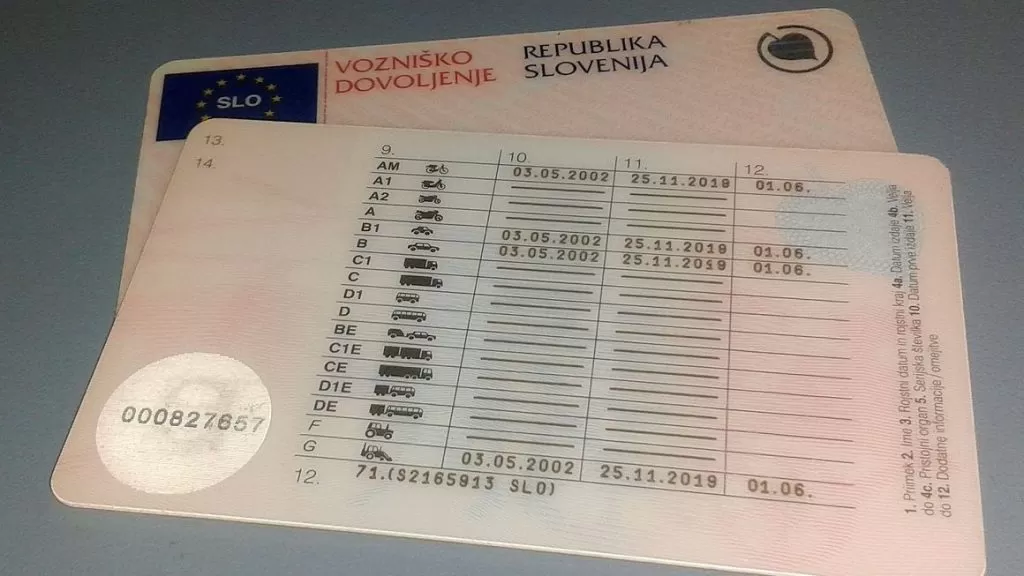 SLO
VOZNIŠKO
DOVOLJENJE
REPUBLIKA
SLOVENIJA
13.
14.
9. 10. 11. 12.
AM 03.05.2002 25.11.2019 01.06.
A1
A2
A
B1 03.05.2002 25.11.2019 01.06.
B 03.05.2002 25.11.2019 01.06.
C1
C
D1
D
BE
C1E
CE
D1E
DE
F
G 03.05.2002 25.11.2019 01.06.
12. 71.(S2165913 SLO)
000827657
1. Priimek 2. Ime 3. Rojstni datum in rojstni kraj 4a. Datum izdaje 4b. Velja
do 4c. Pristojni organ 5. Serijska številka 10. Datum prve izdaje 11. Velja
do 12. Dodatne informacije / omejitve